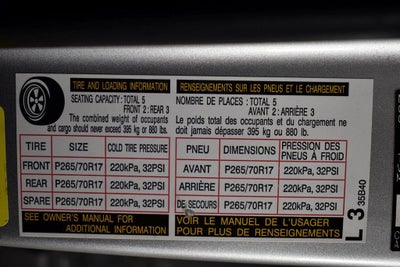 TIRE AND LOADING INFORMATION
SEATING CAPACITY: TOTAL 5
FRONT 2 : REAR 3
The combined weight of occupants
and cargo should never exceed 395 kg or 880 lbs.
TIRE SIZE COLD TIRE PRESSURE
FRONT P265/70R17 220kPa, 32PSI
REAR P265/70R17 220kPa, 32PSI
SPARE P265/70R17 220kPa, 32PSI
SEE OWNER'S MANUAL FOR
ADDITIONAL INFORMATION
RENSEIGNEMENTS SUR LES PNEUS ET LE CHARGEMENT
NOMBRE DE PLACES : TOTAL 5
AVANT 2 : ARRIÈRE 3
Le poids total des occupants et du chargement ne
doit jamais dépasser 395 kg ou 880 lb.
PNEU DIMENSIONS PRESSION DES
PNEUS À FROID
AVANT P265/70R17 220kPa, 32PSI
ARRIÈRE P265/70R17 220kPa, 32PSI
DE SECOURS P265/70R17 220kPa, 32PSI
VOIR LE MANUEL DE L'USAGER
POUR PLUS DE RENSEIGNEMENTS
L 3 35B40